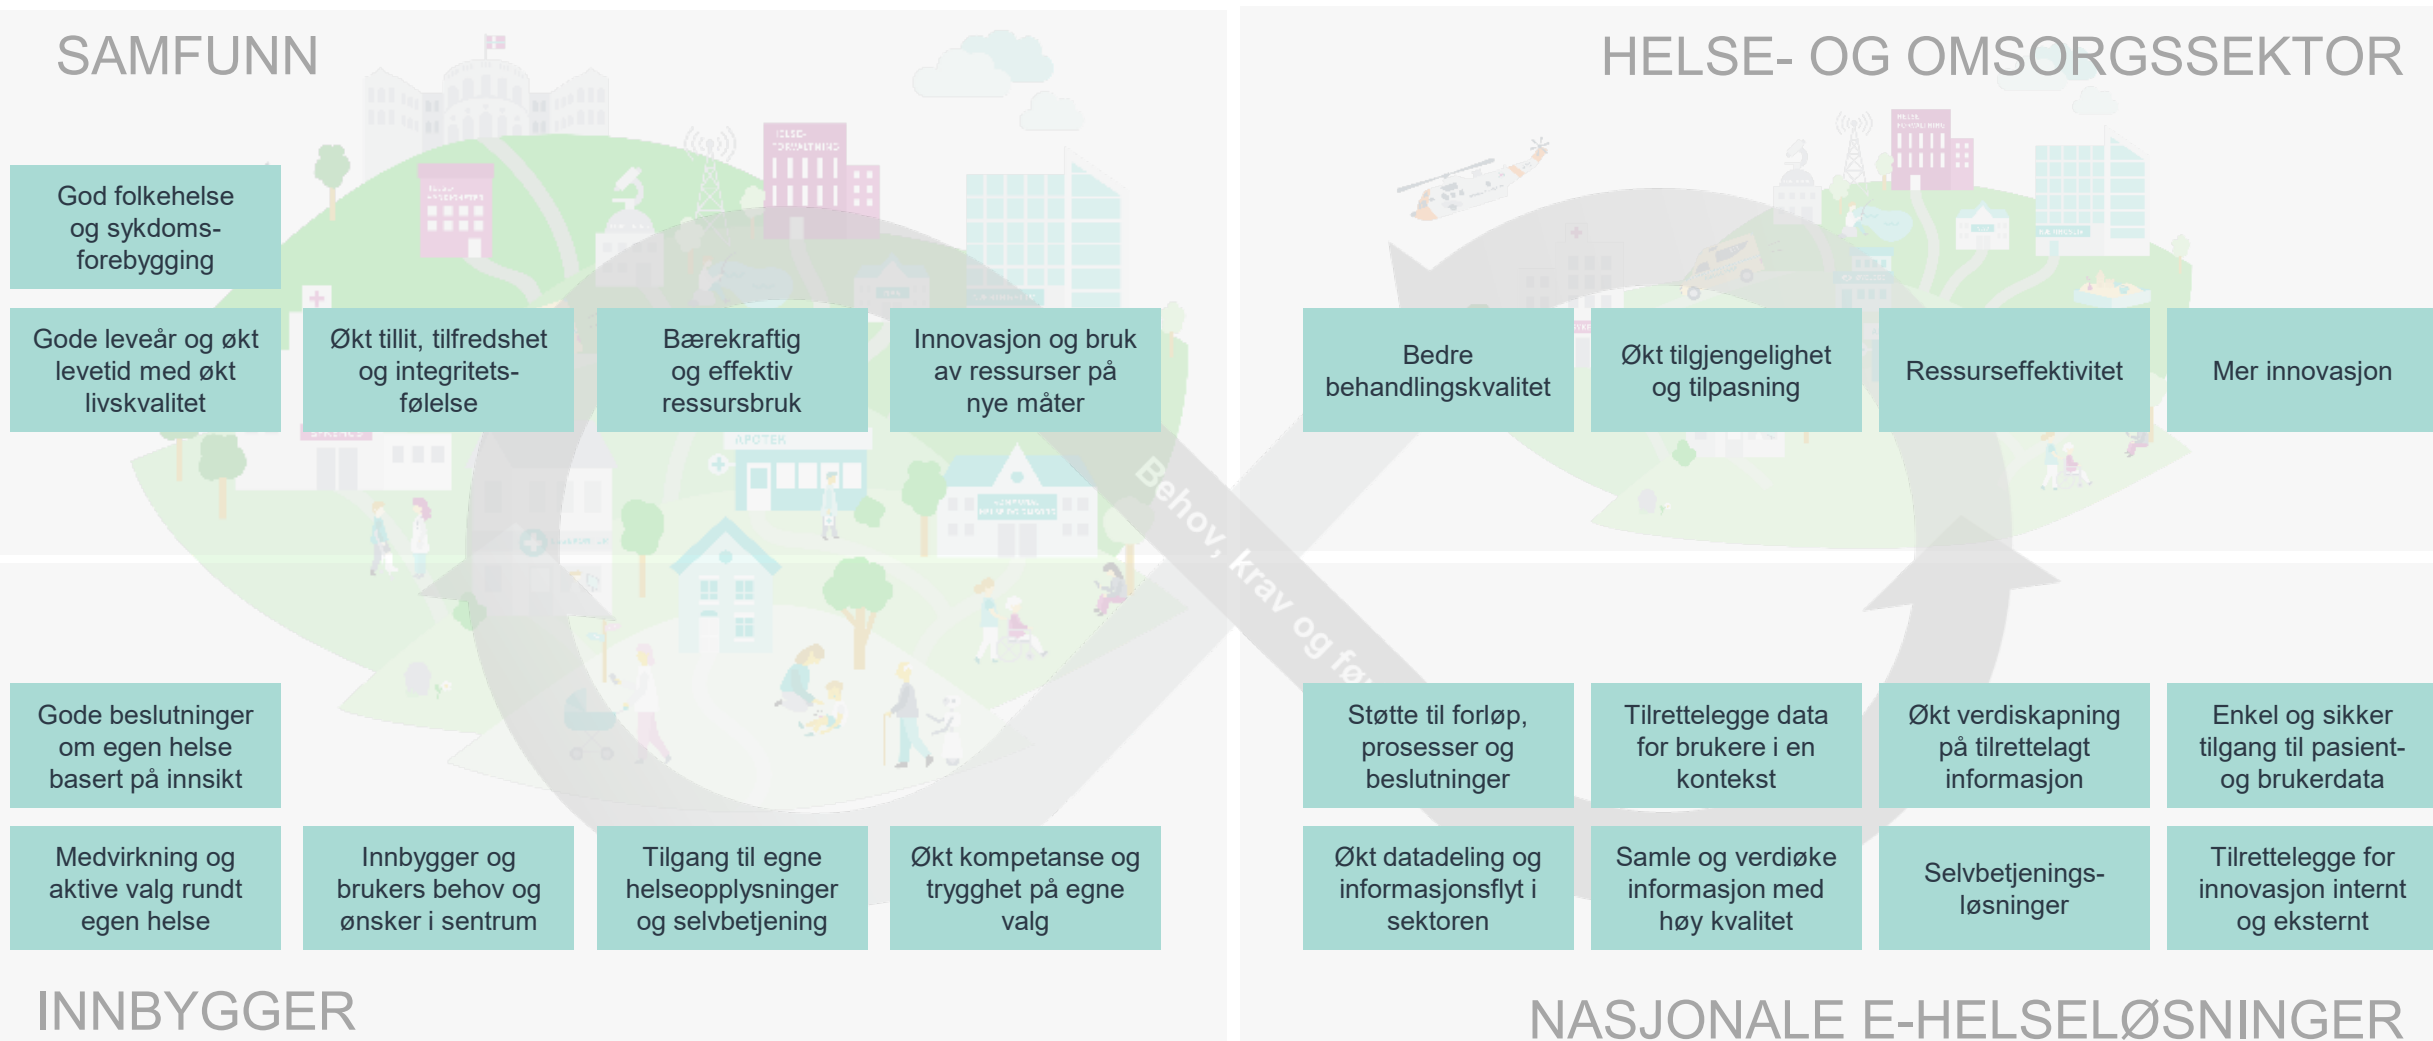 SAMFUNN
God folkehelse
og sykdoms-
forebygging
Gode leveår og økt
levetid med økt
livskvalitet
Økt tillit, tilfredshet
og integritets-
følelse
Bærekraftig
og effektiv
ressursbruk
Innovasjon og bruk
av ressurser på
nye måter
APOTEK
HELSE- OG OMSORGSSEKTOR
HELSE
FORVALTNING
Bedre
behandlingskvalitet
Økt tilgjengelighet
og tilpasning
Ressurseffektivitet
Mer innovasjon
Behov, krav og
Gode beslutninger
om egen helse
basert på innsikt
Medvirkning og
aktive valg rundt
egen helse
Innbygger og
brukers behov og
ønsker i sentrum
Tilgang til egne
helseopplysninger
og selvbetjening
Økt kompetanse og
trygghet på egne
valg
INNBYGGER
Støtte til forløp,
prosesser og
beslutninger
Tilrettelegge data
for brukere i en
kontekst
Økt verdiskapning
på tilrettelagt
informasjon
Enkel og sikker
tilgang til pasient-
og brukerdata
Økt datadeling og
informasjonsflyt i
sektoren
Samle og verdiøke
informasjon med
høy kvalitet
Selvbetjenings-
løsninger
Tilrettelegge for
innovasjon internt
og eksternt
NASJONALE E-HELSELØSNINGER